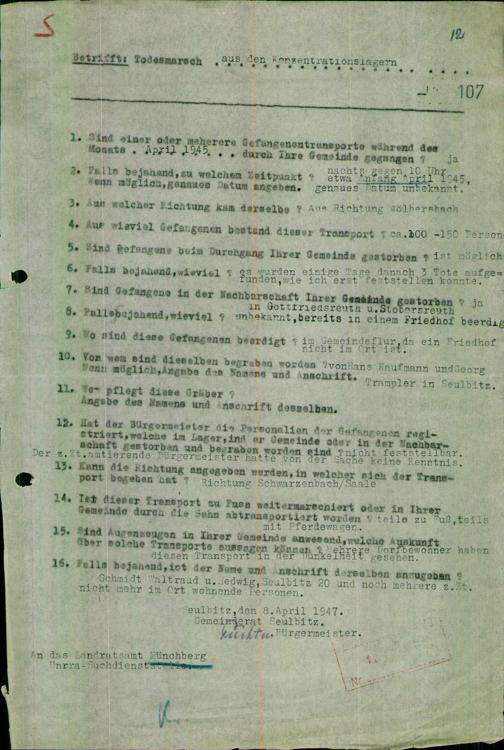 5
12
Betrifft: Todesmarsch aus den Konzentrationslagern
107
1. Sind einer oder meherere Gefangenentransporte während des
Monats . April 1945. . . durch Ihre Gemeinde gegangen ? ja
nachts gegen 10 Uhr
2. Falls bejahend, zu welchem Zeitpunkt ? etwa Anfang April 1945,
Wenn möglich, genaues Datum angeben. genaues Datum unbekannt.
3. Aus welcher Richtung kam derselbe ? Aus Richtung Wölbersbach
4. Aus wieviel Gefangenen bestand dieser Transport ? ca.100 -150 Person
5. Sind Gefangene beim Durchgang Ihrer Gemeinde gestorben ? ist möglich
6. Falls bejahend, wieviel ? es wurden einige Tage danach 3 Tote aufge-
funden, wie ich erst feststellen konnte.
7. Sind Gefangene in der Nachbarschaft Ihrer Gemeinde gestorben ? ja
in Gottfriedsreuth u. Stobersreuth
8. Fallsbejahend, wieviel ? unbekannt, bereits in einem Friedhof beerdig
9. Wo sind diese Gefangenen beerdigt ? im Gemeindeflur, da ein Friedhof
nicht im Ort ist.
10. Von wem sind dieselben begraben worden ? von Hans Kaufmann und Georg
Wenn möglich, Angabe des Namens und Anschrift. Trampler in Seulbitz.
11. Wer pflegt diese Gräber ?
Angabe des Namens und Anschrift desselben.
12. Hat der Bürgermeister die Personalien der Gefangenen regi-
striert, welche im Lager, ind er Gemeinde oder in der Nachbar-
schaft gestorben und begraben worden sind ? nicht feststellbar.
Der z.Zt. amtierende Bürgermeister hatte von der Sache keine Kenntnis.
13. Kann die Richtung angegeben werden, in welcher sich der Trans-
port begeben hat ? Richtung Schwarzenbach/Saale
14. Ist dieser Transport zu Fuss weitermarschiert oder in Ihrer
Gemeinde durch die Bahn abtransportiert worden ? teils zu Fuß, teils
mit Pferdewagen.
15. Sind Augenzeugen in Ihrer Gemeinde anwesend, welche Auskunft
über solche Transporte aussagen können ? Mehrere Dorfbewohner haben
diesen Transport in der Dunkelheit gesehen.
16. Falls bejahend, ist der Name und Anschrift derselben anzugeben ?
Schmidt Waltraud u. Hedwig, Seulbitz 20 und noch mehrere z.Zt.
nicht mehr im Ort wohnende Personen.
Seulbitz, den 8. April 1947.
Gemeinderat Seulbitz.
Bürgermeister.
An das Landratsamt Münchberg
Unrra-Suchdienststelle.